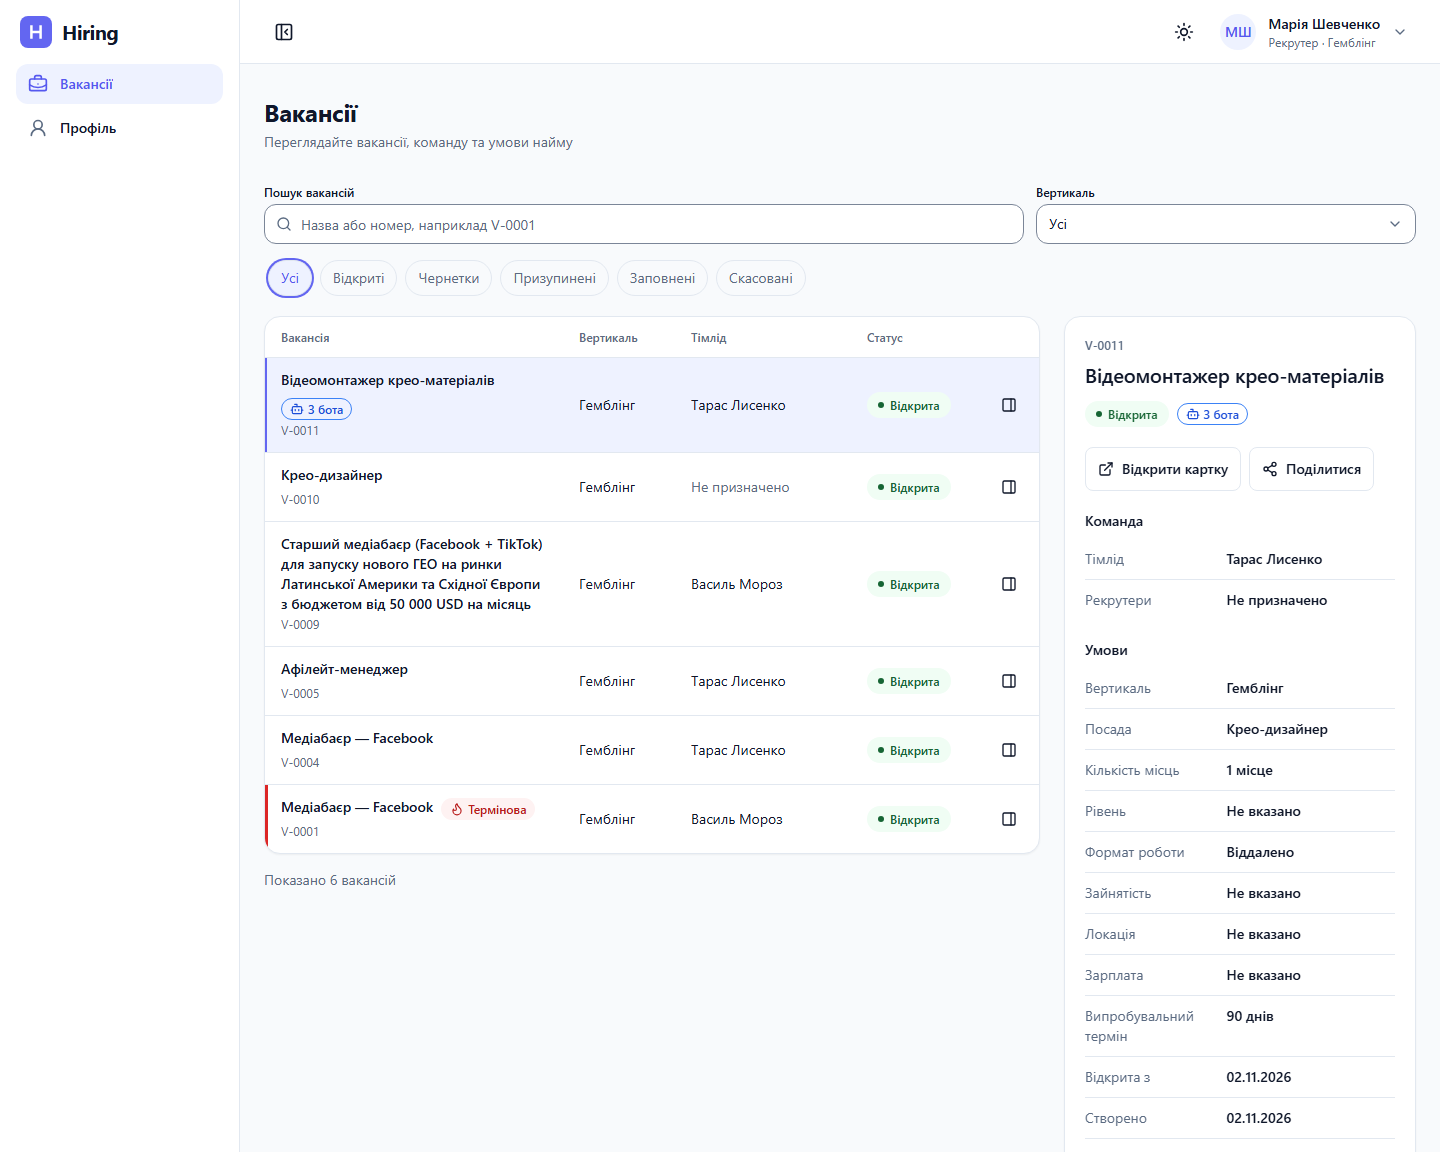 H Hiring
Вакансії
Профіль
МШ
Марія Шевченко
Рекрутер · Гемблінг
Вакансії
Переглядайте вакансії, команду та умови найму
Пошук вакансій
Назва або номер, наприклад V-0001
Вертикаль
Усі
Усі
Відкриті
Чернетки
Призупинені
Заповнені
Скасовані
Вакансія Вертикаль Тімлід Статус
Відеомонтажер крео-матеріалів
З бота
V-0011
Гемблінг Тарас Лисенко Відкрита
Крео-дизайнер
V-0010
Гемблінг Не призначено Відкрита
Старший медіабаєр (Facebook + TikTok)
для запуску нового ГЕО на ринки
Латинської Америки та Східної Європи
з бюджетом від 50 000 USD на місяць
V-0009
Гемблінг Василь Мороз Відкрита
Афілейт-менеджер
V-0005
Гемблінг Тарас Лисенко Відкрита
Медіабаєр — Facebook
V-0004
Гемблінг Тарас Лисенко Відкрита
Медіабаєр — Facebook Термінова
V-0001
Гемблінг Василь Мороз Відкрита
Показано 6 вакансій
V-0011
Відеомонтажер крео-матеріалів
Відкрита З бота
Відкрити картку Поділитися
Команда
Тімлід Тарас Лисенко
Рекрутери Не призначено
Умови
Вертикаль Гемблінг
Посада Крео-дизайнер
Кількість місць 1 місце
Рівень Не вказано
Формат роботи Віддалено
Зайнятість Не вказано
Локація Не вказано
Зарплата Не вказано
Випробувальний
термін
90 днів
Відкрита з 02.11.2026
Створено 02.11.2026